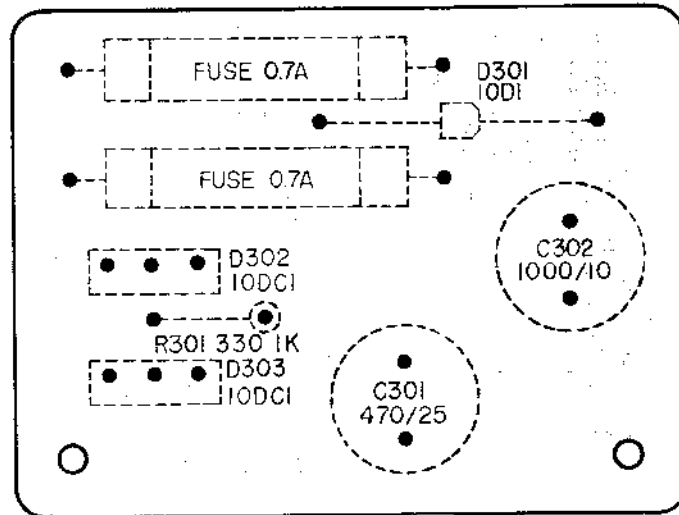 FUSE 0.7A
D301
10D1
FUSE 0.7A
C302
1000/10
D302
10DC1
R301 330 1K
D303
10DC1
C301
470/25